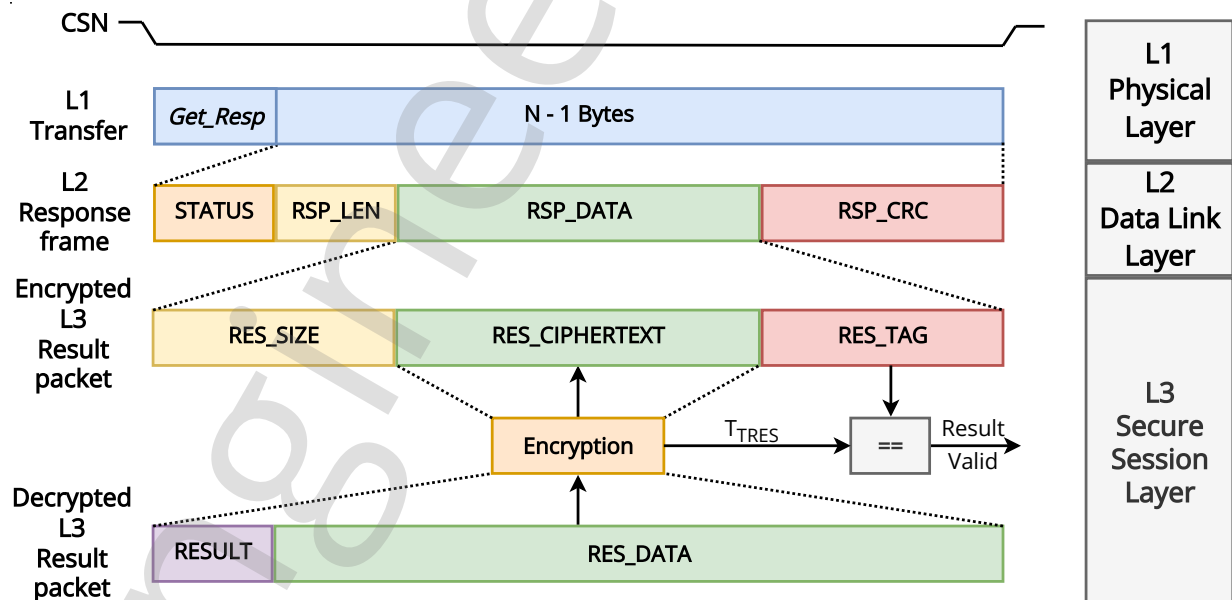 CSN
L1
Transfer
Get_Resp
N - 1 Bytes
L1
Physical
Layer
L2
Response
frame
STATUS
RSP_LEN
RSP_DATA
RSP_CRC
L2
Data Link
Layer
Encrypted
L3
Result
packet
RES_SIZE
RES_CIPHERTEXT
RES_TAG
Encryption
TTRES
==
Result
Valid
L3
Secure
Session
Layer
Decrypted
L3
Result
packet
RESULT
RES_DATA